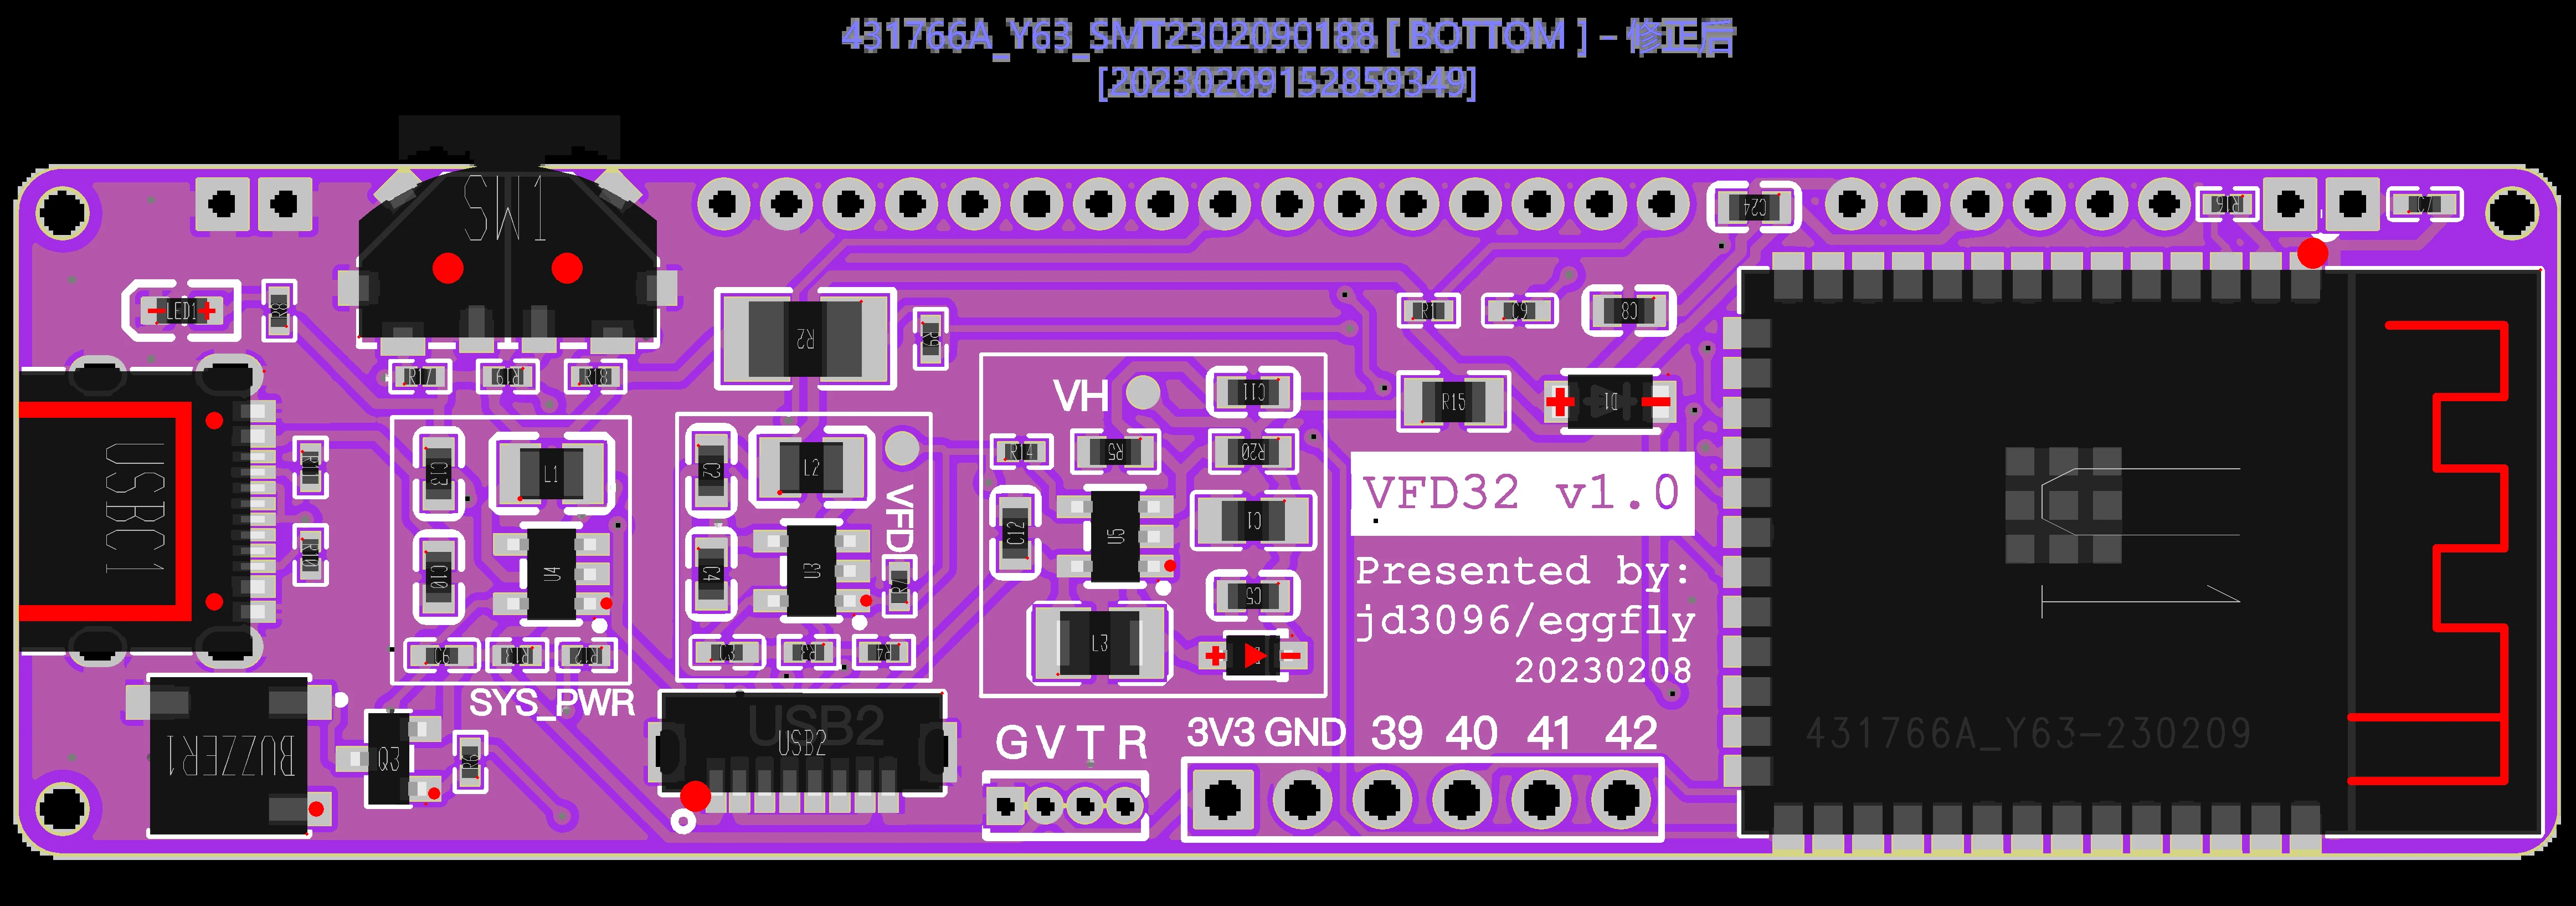 431766A_Y63_SMT2302090188 [ BOTTOM ] – 修正后
[20230209152859349]
SW1
C24
R16
C7
LED1
R8
R2
R9
R1
C9
C8
R17
R19
R18
VH
C11
R15
D1
USBC1
R11
C13
L1
C2
L2
VFD
R14
R5
R20
VFD32 v1.0
R10
C10
U4
C4
U3
R7
C12
U5
C1
Presented by:
C5
jd3096/eggfly
C6
R13
R12
C3
R3
R4
L3
20230208
SYS_PWR
BUZZER1
Q3
R6
USB2
USB2
G V T R
3V3 GND 39 40 41 42
431766A_Y63-230209